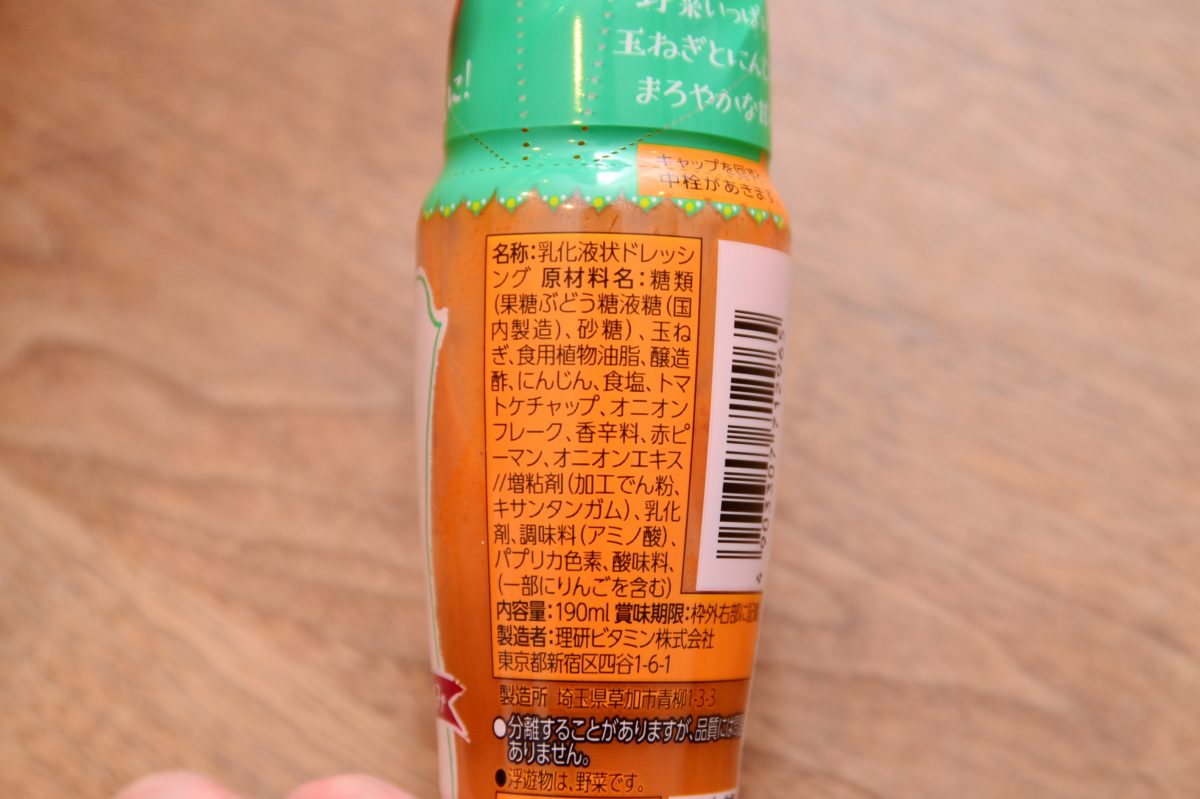 野菜いっぱい
玉ねぎとにん
まろやかな甘
に!
キャップを回すと
中栓があきます
名称:乳化液状ドレッシ
ング 原材料名:糖類
(果糖ぶどう糖液糖(国
内製造)、砂糖)、玉ね
ぎ、食用植物油脂、醸造
酢、にんじん、食塩、トマ
トケチャップ、オニオン
フレーク、香辛料、赤ピ
ーマン、オニオンエキス
//増粘剤(加工でん粉、
キサンタンガム)、乳化
剤、調味料(アミノ酸)、
パプリカ色素、酸味料、
(一部にりんごを含む)
内容量:190ml 賞味期限:枠外右部に記載
製造者:理研ビタミン株式会社
東京都新宿区四谷1-6-1
製造所 埼玉県草加市青柳1-3-3
●分離することがありますが、品質には
ありません。
●浮遊物は、野菜です。